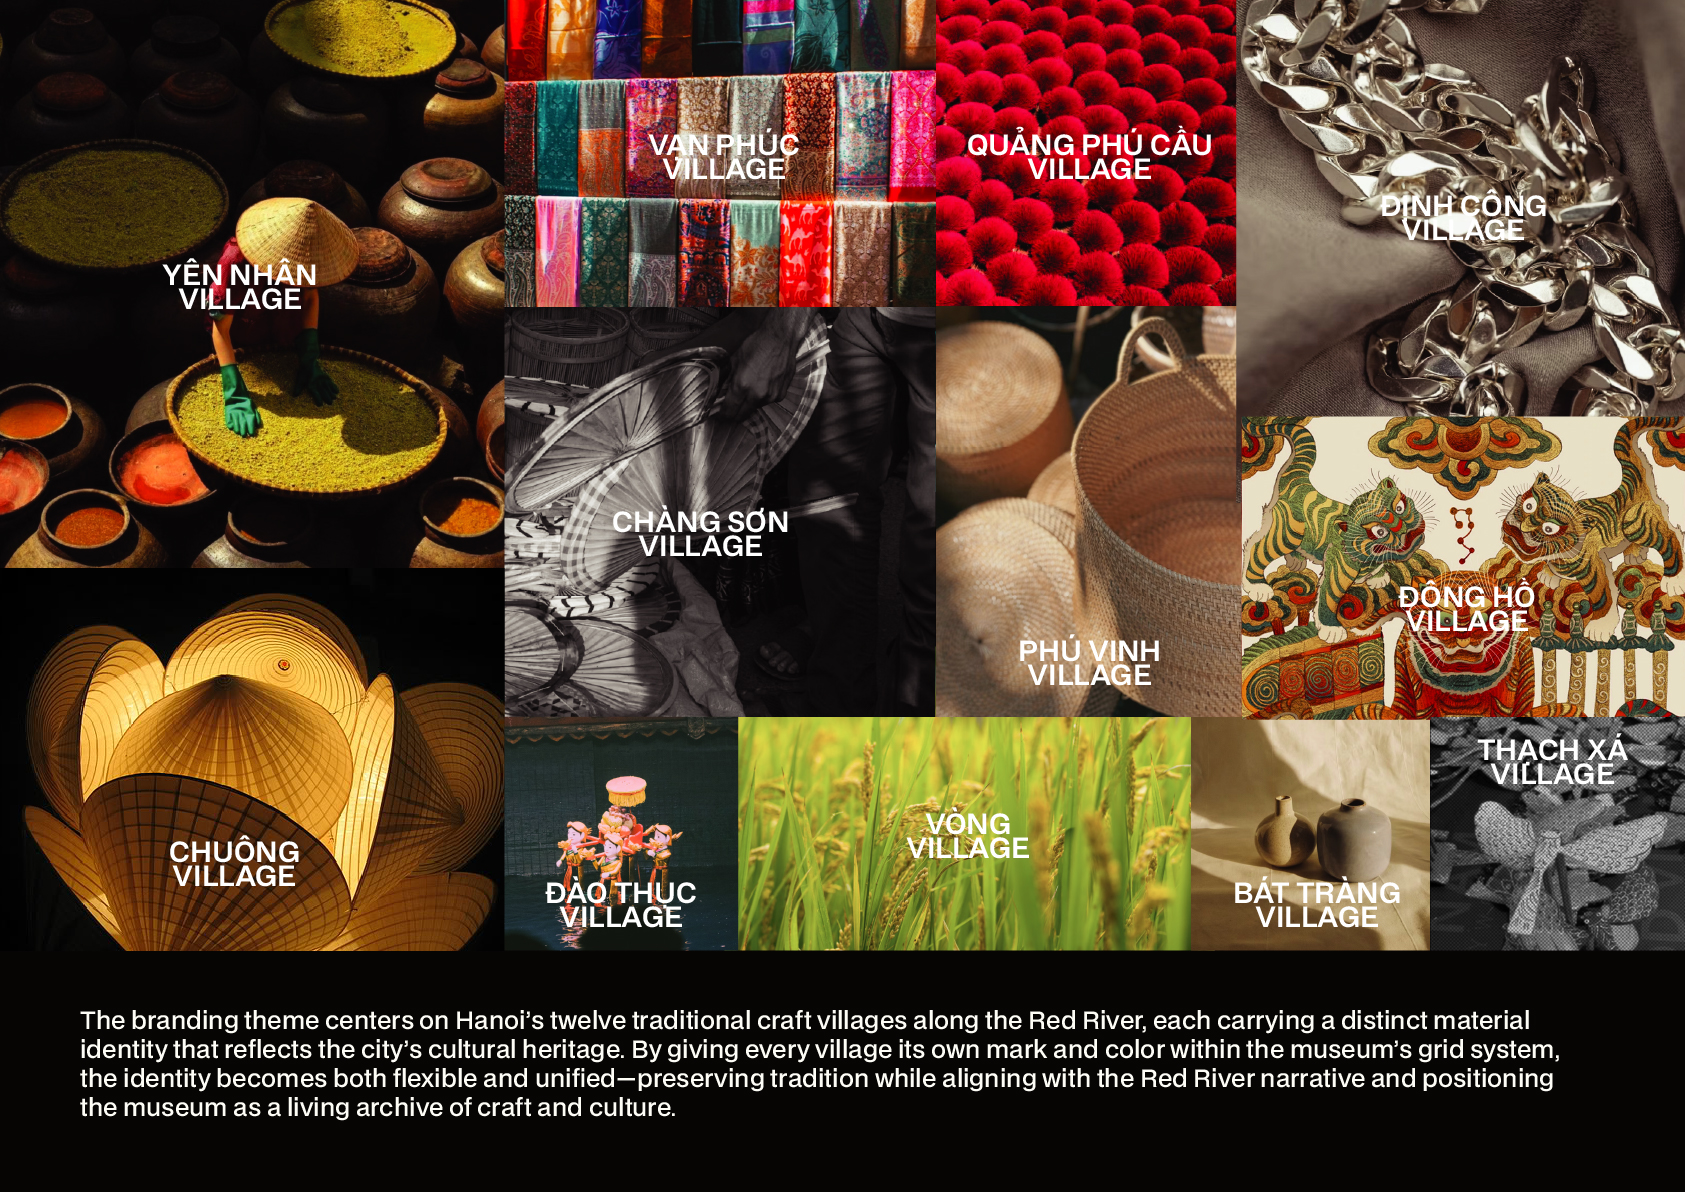 YÊN NHÂN
VILLAGE
VẠN PHÚC
VILLAGE
QUẢNG PHÚ CẦU
VILLAGE
ĐỊNH CÔNG
VILLAGE
CHÀNG SƠN
VILLAGE
PHÚ VINH
VILLAGE
ĐÔNG HỒ
VILLAGE
CHUÔNG
VILLAGE
ĐÀO THỤC
VILLAGE
VÒNG
VILLAGE
BÁT TRÀNG
VILLAGE
THẠCH XÁ
VILLAGE
The branding theme centers on Hanoi’s twelve traditional craft villages along the Red River, each carrying a distinct material
identity that reflects the city’s cultural heritage. By giving every village its own mark and color within the museum’s grid system,
the identity becomes both flexible and unified—preserving tradition while aligning with the Red River narrative and positioning
the museum as a living archive of craft and culture.